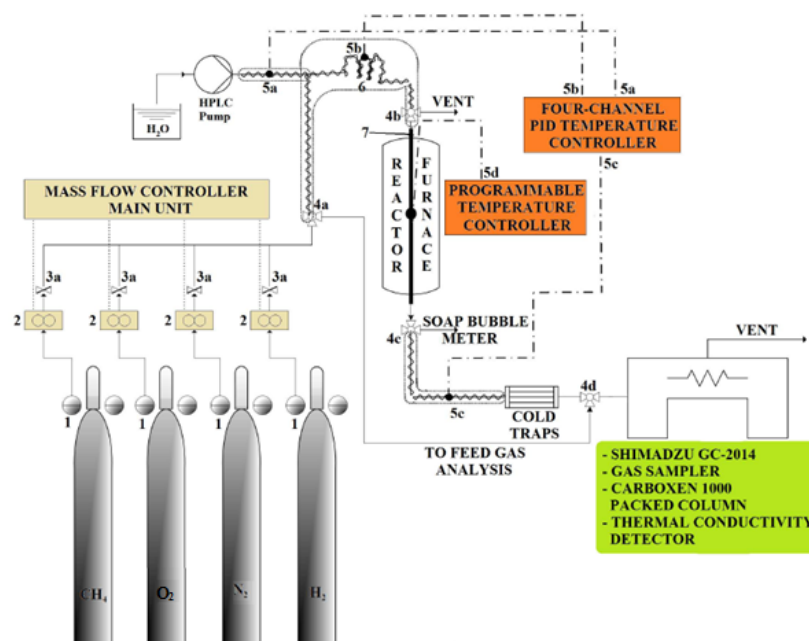 5b
5a
6
HPLC
Pump
H2O
4b
VENT
7
5b
5a
FOUR-CHANNEL
PID TEMPERATURE
CONTROLLER
5c
5d
PROGRAMMABLE
TEMPERATURE
CONTROLLER
REACTOR
FURNACE
MASS FLOW CONTROLLER
MAIN UNIT
4a
3a
3a
3a
3a
2
2
2
2
4c
SOAP BUBBLE
METER
VENT
1
1
1
1
5c
COLD
TRAPS
4d
TO FEED GAS
ANALYSIS
- SHIMADZU GC-2014
- GAS SAMPLER
- CARBOXEN 1000
PACKED COLUMN
- THERMAL CONDUCTIVITY
DETECTOR
CH4
O2
N2
H2